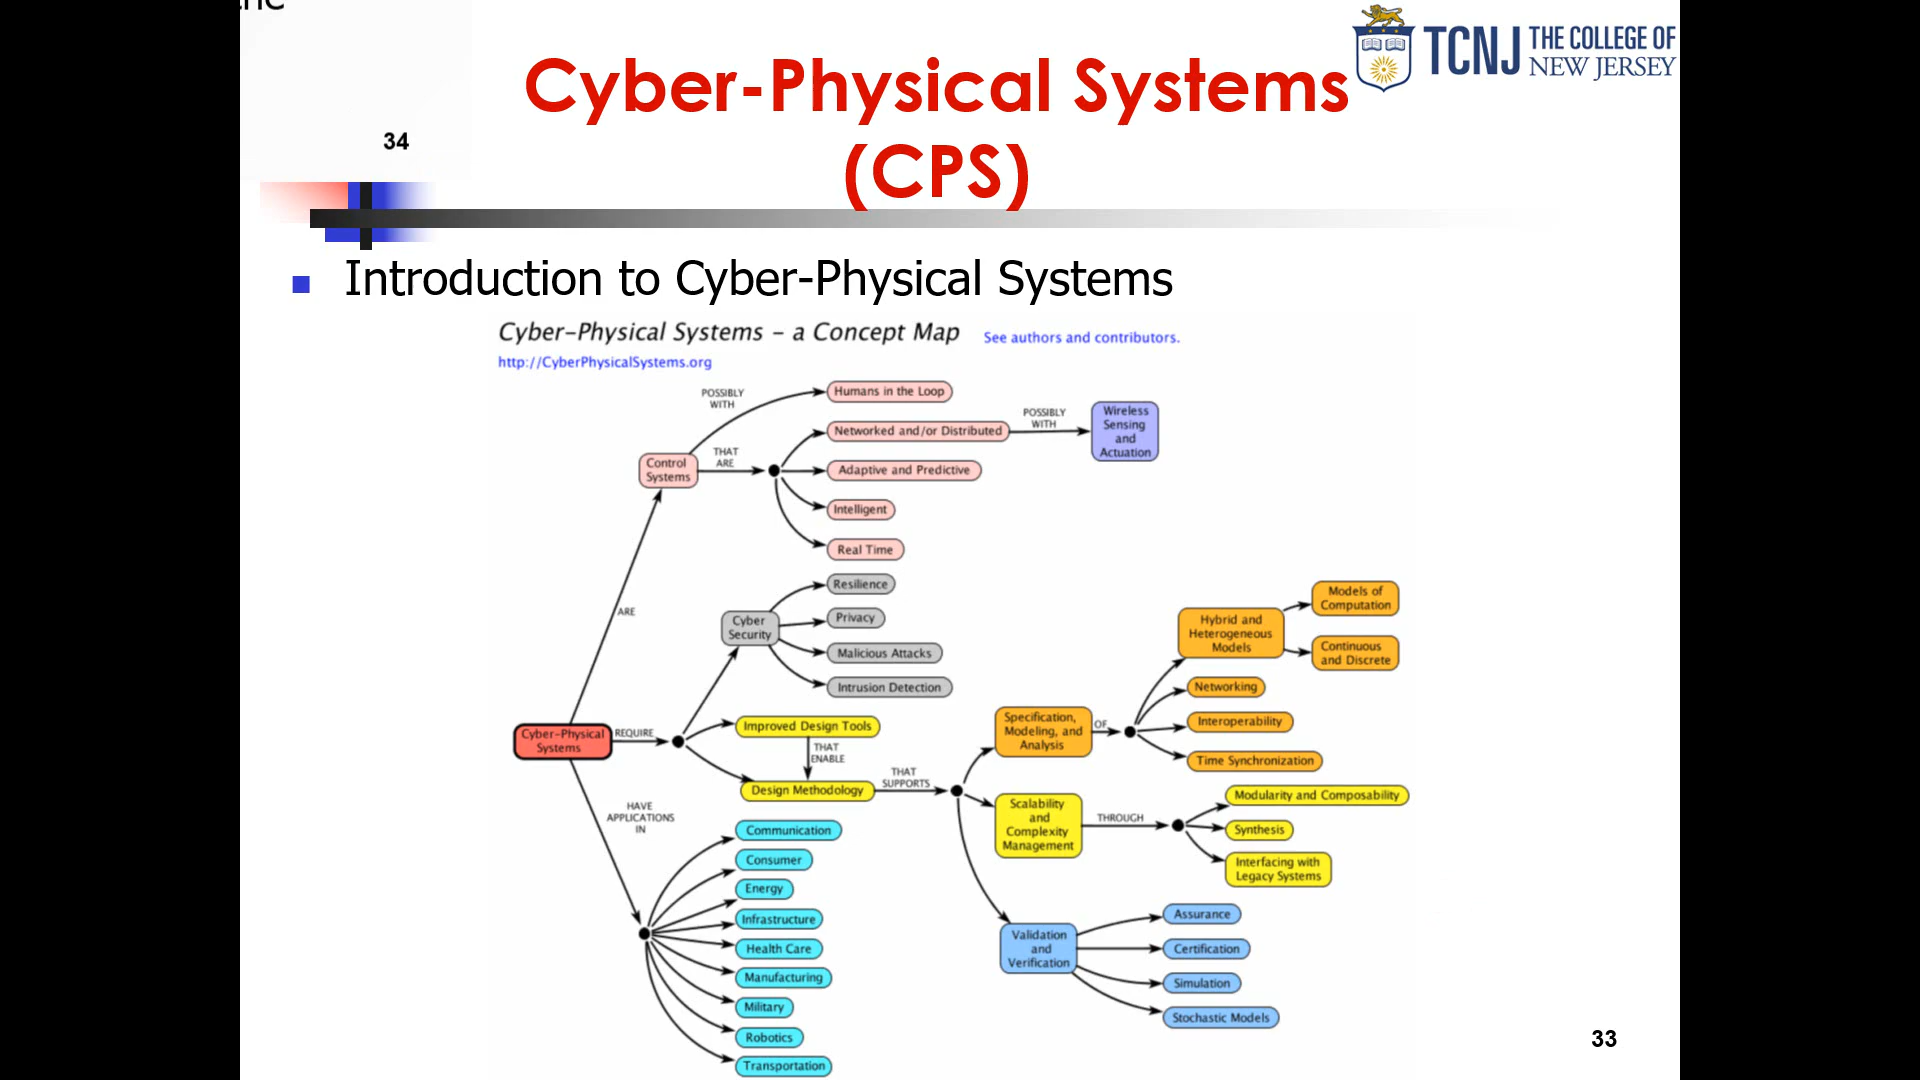 34
Cyber-Physical Systems
(CPS)
TCNJ THE COLLEGE OF
NEW JERSEY
Introduction to Cyber-Physical Systems
Cyber-Physical Systems - a Concept Map
See authors and contributors.
http://CyberPhysicalSystems.org
POSSIBLY
WITH
Humans in the Loop
Control
Systems
THAT
ARE
Networked and/or Distributed
POSSIBLY
WITH
Wireless
Sensing
and
Actuation
Adaptive and Predictive
Intelligent
Real Time
ARE
Cyber
Security
Resilience
Privacy
Malicious Attacks
Intrusion Detection
Cyber-Physical
Systems
REQUIRE
Improved Design Tools
THAT
ENABLE
Design Methodology
THAT
SUPPORTS
Specification,
Modeling, and
Analysis
OF
Hybrid and
Heterogeneous
Models
Models of
Computation
Continuous
and Discrete
Networking
Interoperability
Time Synchronization
Scalability
and
Complexity
Management
THROUGH
Modularity and Composability
Synthesis
Interfacing with
Legacy Systems
Validation
and
Verification
Assurance
Certification
Simulation
Stochastic Models
HAVE
APPLICATIONS
IN
Communication
Consumer
Energy
Infrastructure
Health Care
Manufacturing
Military
Robotics
Transportation
33